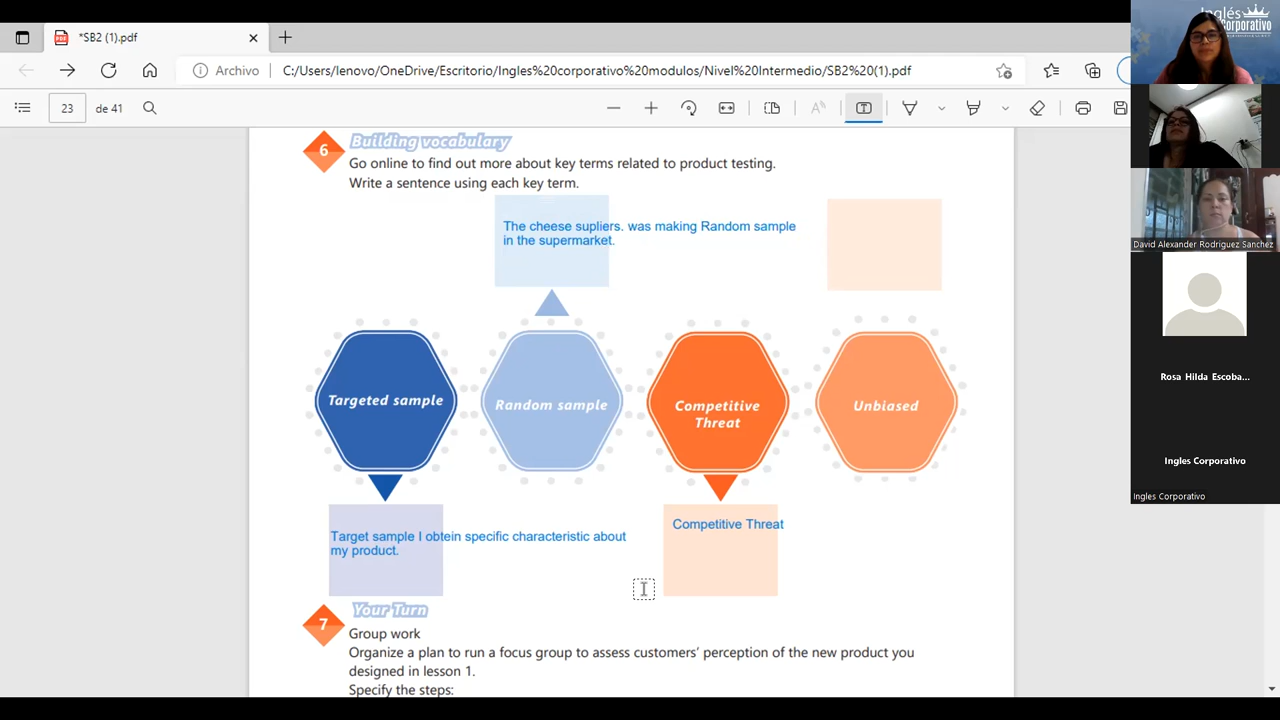 *SB2 (1).pdf
Archivo
C:/Users/lenovo/OneDrive/Escritorio/Ingles%20corporativo%20modulos/Nivel%20Intermedio/SB2%20(1).pdf
23 de 41
6 Building vocabulary
Go online to find out more about key terms related to product testing.
Write a sentence using each key term.
The cheese supliers. was making Random sample
in the supermarket.
Targeted sample
Random sample
Competitive
Threat
Unbiased
Target sample I obtein specific characteristic about
my product.
Competitive Threat
7 Your Turn
Group work
Organize a plan to run a focus group to assess customers' perception of the new product you
designed in lesson 1.
Specify the steps:
Inglés
Corporativo
David Alexander Rodriguez Sanchez
Rosa Hilda Escoba...
Ingles Corporativo
Ingles Corporativo